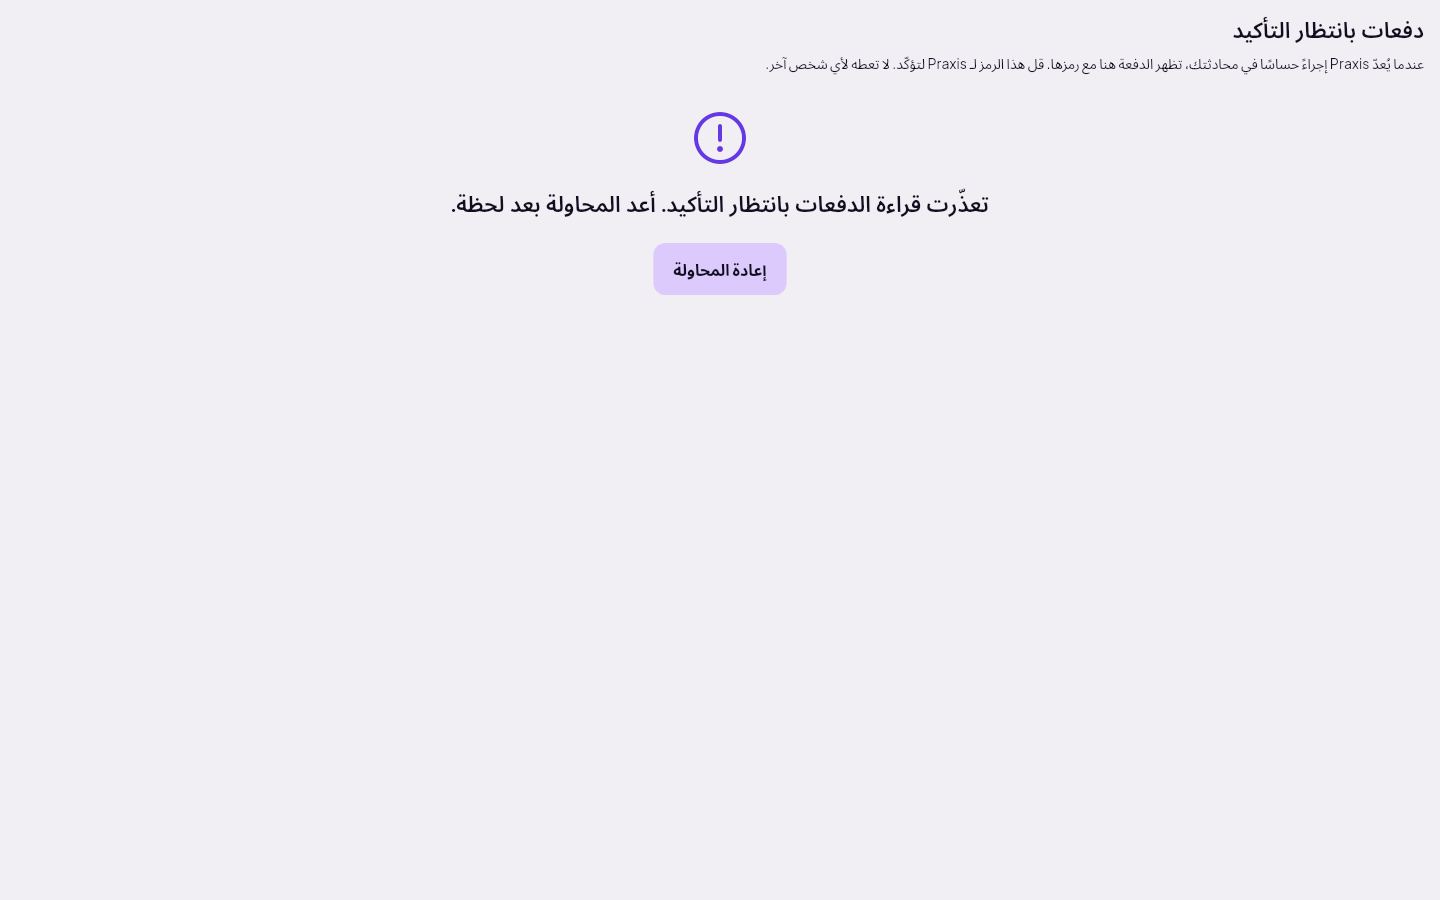 دفعات بانتظار التأكيد
عندما يُعدّ Praxis إجراءً حساسًا في محادثتك، تظهر الدفعة هنا مع رمزها. قل هذا الرمز لـ Praxis لتؤكّد. لا تعطه لأي شخص آخر.
تعذّرت قراءة الدفعات بانتظار التأكيد. أعد المحاولة بعد لحظة.
إعادة المحاولة